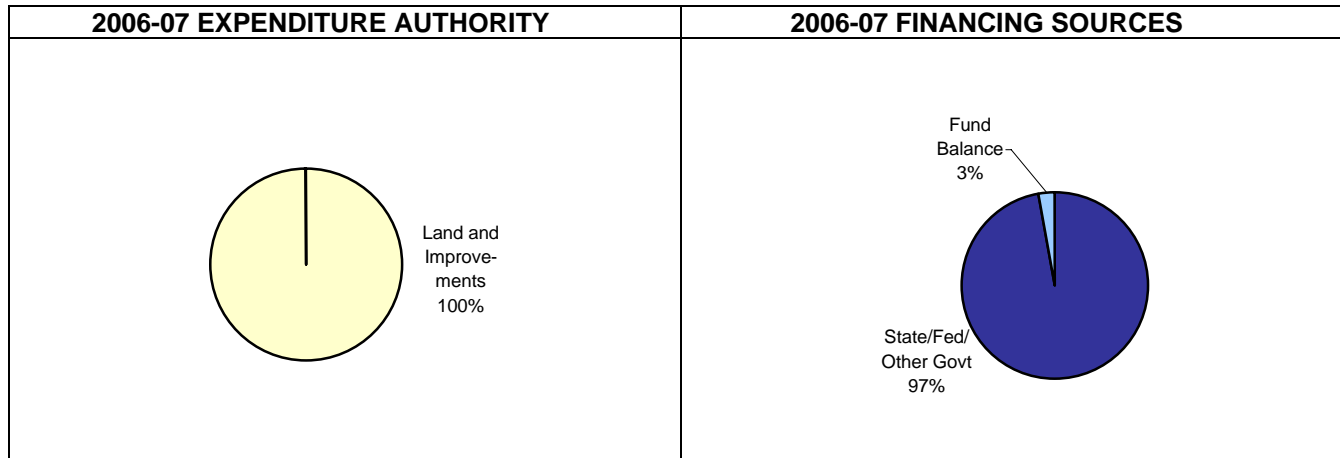 2006-07 EXPENDITURE AUTHORITY
2006-07 FINANCING SOURCES
Land and
Improve-
ments
100%
Fund
Balance
3%
State/Fed/
Other Govt
97%